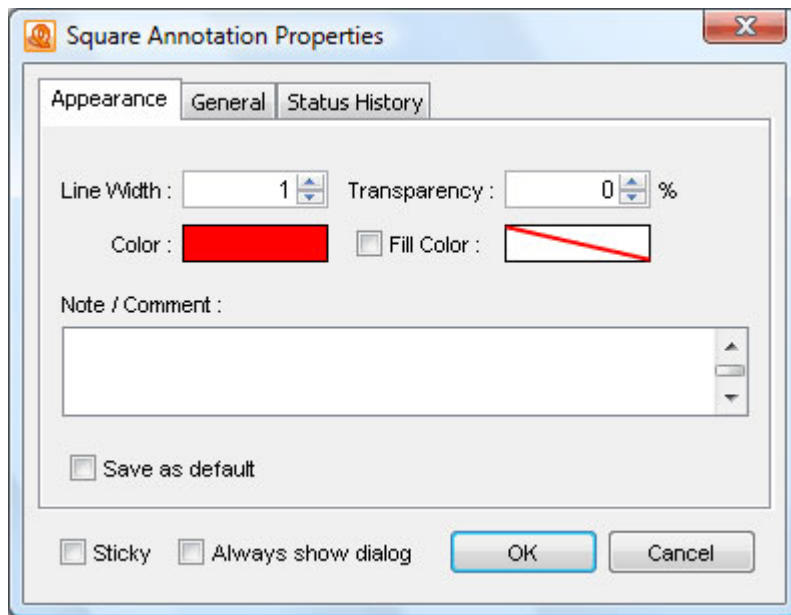 Square Annotation Properties
Appearance General Status History
Line Width : 1 Transparency : 0 %
Color : Fill Color :
Note / Comment :
Save as default
Sticky Always show dialog OK Cancel